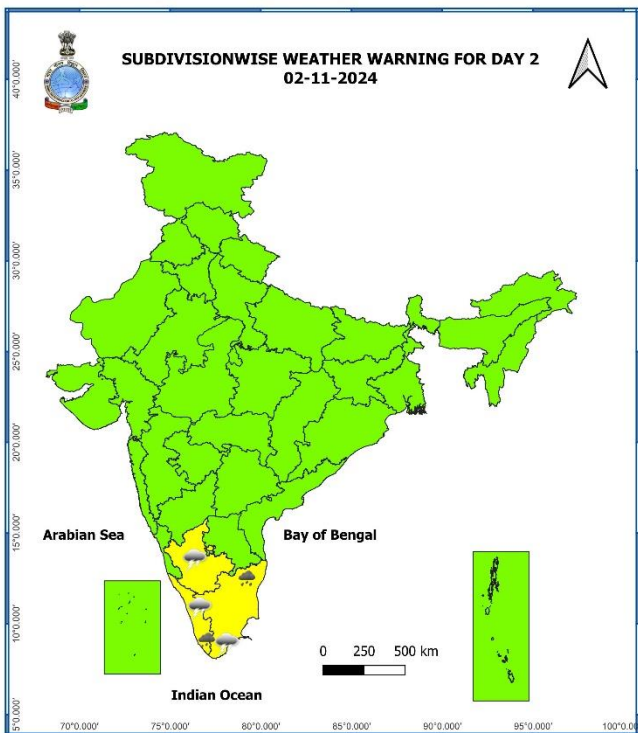 SUBDIVISIONWISE WEATHER WARNING FOR DAY 2
02-11-2024
40°0.000'
35°0.000'
30°0.000'
25°0.000'
20°0.000'
15°0.000'
10°0.000'
5°0.000'
Arabian Sea
Bay of Bengal
0 250 500 km
Indian Ocean
70°0.000' 75°0.000' 80°0.000' 85°0.000' 90°0.000' 95°0.000'